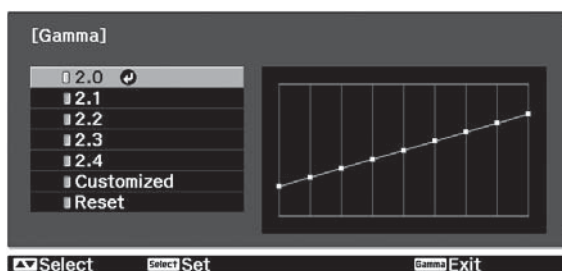 [Gamma]
2.0
2.1
2.2
2.3
2.4
Customized
Reset
Select Select Set Gamma Exit